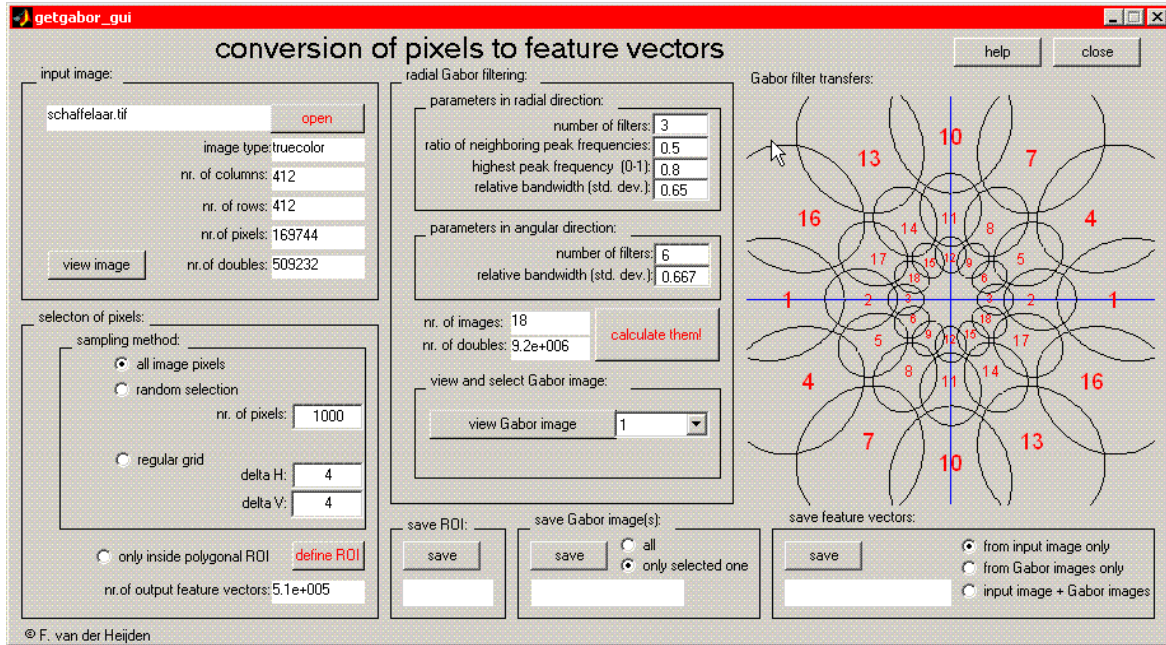 getgabor_gui
conversion of pixels to feature vectors
help
close
input image:
schaffelaar.tif
open
image type:
truecolor
nr. of columns:
412
nr. of rows:
412
nr.of pixels:
169744
view image
nr.of doubles:
509232
selecton of pixels:
sampling method:
all image pixels
random selection
nr. of pixels:
1000
regular grid
delta H:
4
delta V:
4
only inside polygonal ROI
define ROI
nr.of output feature vectors:
5.1e+005
© F. van der Heijden
radial Gabor filtering:
parameters in radial direction:
number of filters:
3
ratio of neighboring peak frequencies:
0.5
highest peak frequency (0-1):
0.8
relative bandwidth (std. dev.):
0.65
parameters in angular direction:
number of filters:
6
relative bandwidth (std. dev.):
0.667
nr. of images:
18
nr. of doubles:
9.2e+006
calculate them!
view and select Gabor image:
view Gabor image
1
save ROI:
save
save Gabor image(s):
save
all
only selected one
Gabor filter transfers:
10
13
7
16
11
4
14
8
17
15
12
9
5
18
6
1
2
3
3
2
1
6
18
5
9
12
15
17
8
14
4
11
16
7
13
10
save feature vectors:
save
from input image only
from Gabor images only
input image + Gabor images